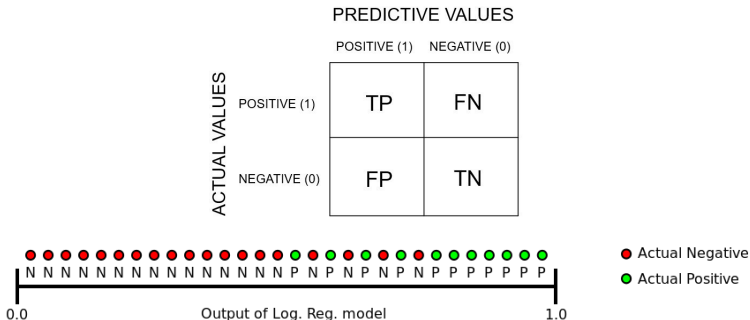 PREDICTIVE VALUES
POSITIVE (1) NEGATIVE (0)
ACTUAL VALUES
POSITIVE (1) TP FN
NEGATIVE (0) FP TN
Actual Negative
N N N N N N N N N N N N N N N P N P N P N P N P P P P P P P
Actual Positive
0.0 Output of Log. Reg. model 1.0